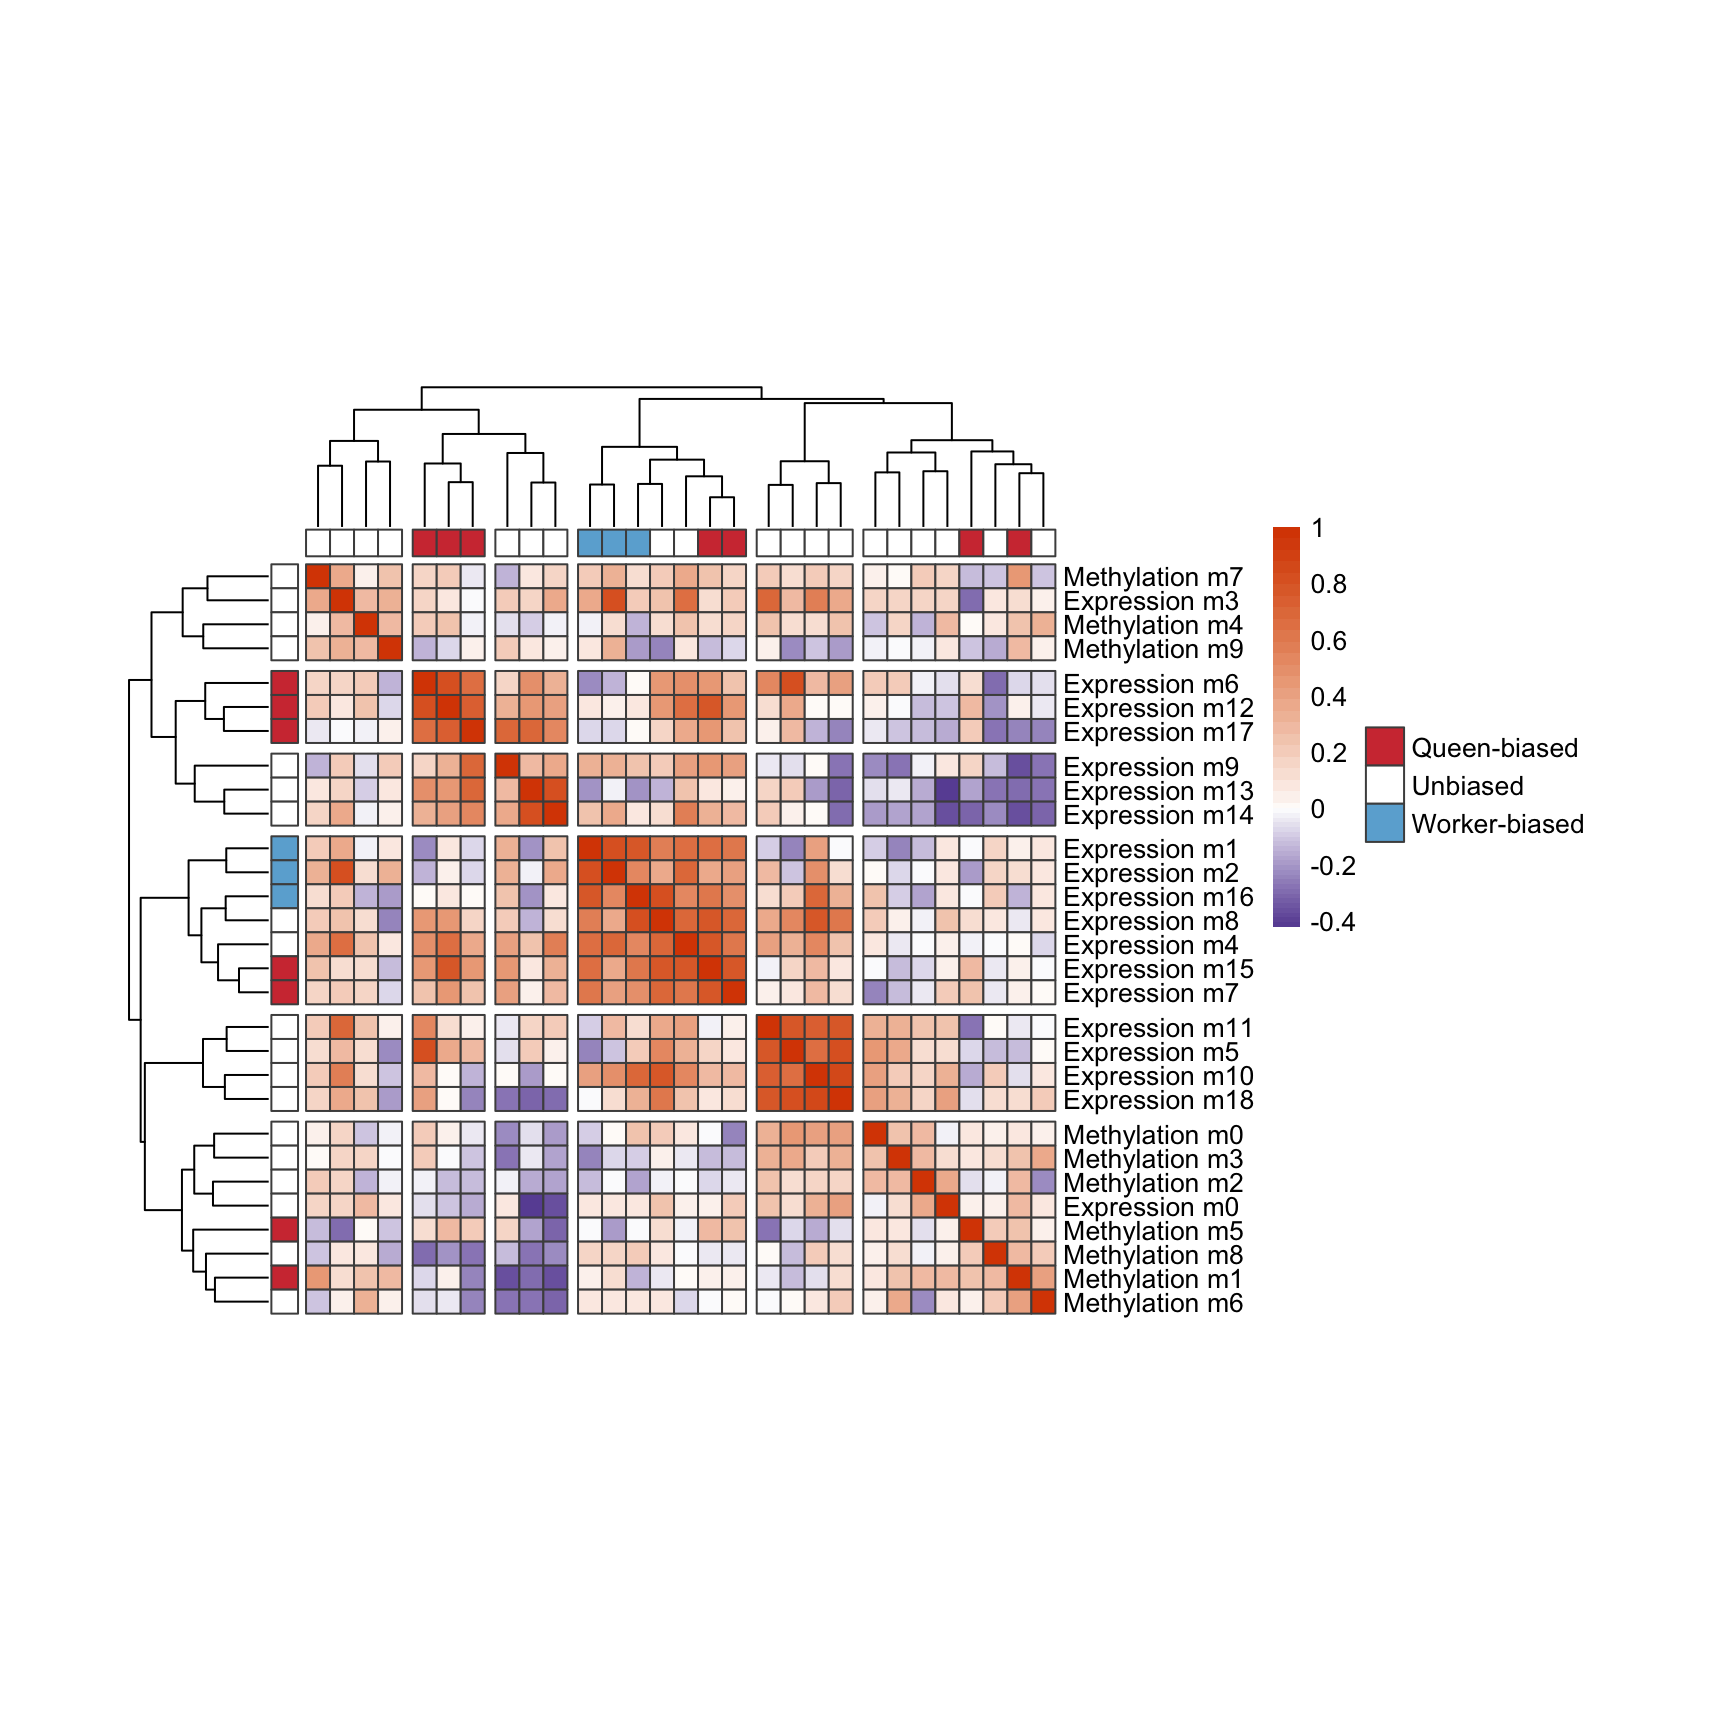 Methylation m7
Expression m3
Methylation m4
Methylation m9
Expression m6
Expression m12
Expression m17
Expression m9
Expression m13
Expression m14
Expression m1
Expression m2
Expression m16
Expression m8
Expression m4
Expression m15
Expression m7
Expression m11
Expression m5
Expression m10
Expression m18
Methylation m0
Methylation m3
Methylation m2
Expression m0
Methylation m5
Methylation m8
Methylation m1
Methylation m6
1
0.8
0.6
0.4
0.2
0
-0.2
-0.4
Queen-biased
Unbiased
Worker-biased